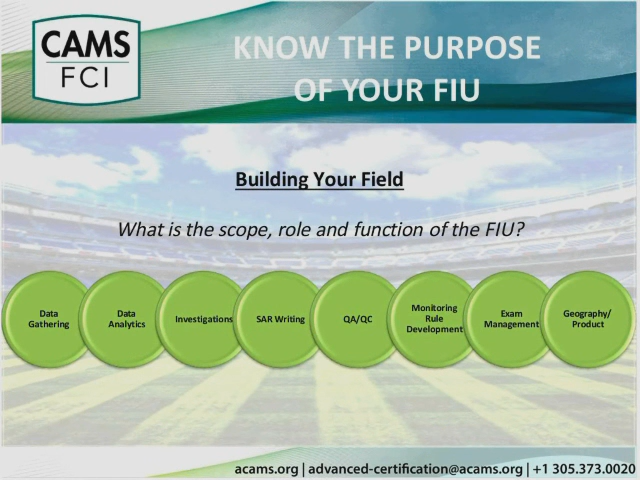 CAMS
FCI
KNOW THE PURPOSE
OF YOUR FIU
Building Your Field
What is the scope, role and function of the FIU?
Data
Gathering
Data
Analytics
Investigations
SAR Writing
QA/QC
Monitoring
Rule
Development
Exam
Management
Geography/
Product
acams.org | advanced-certification@acams.org | +1 305.373.0020